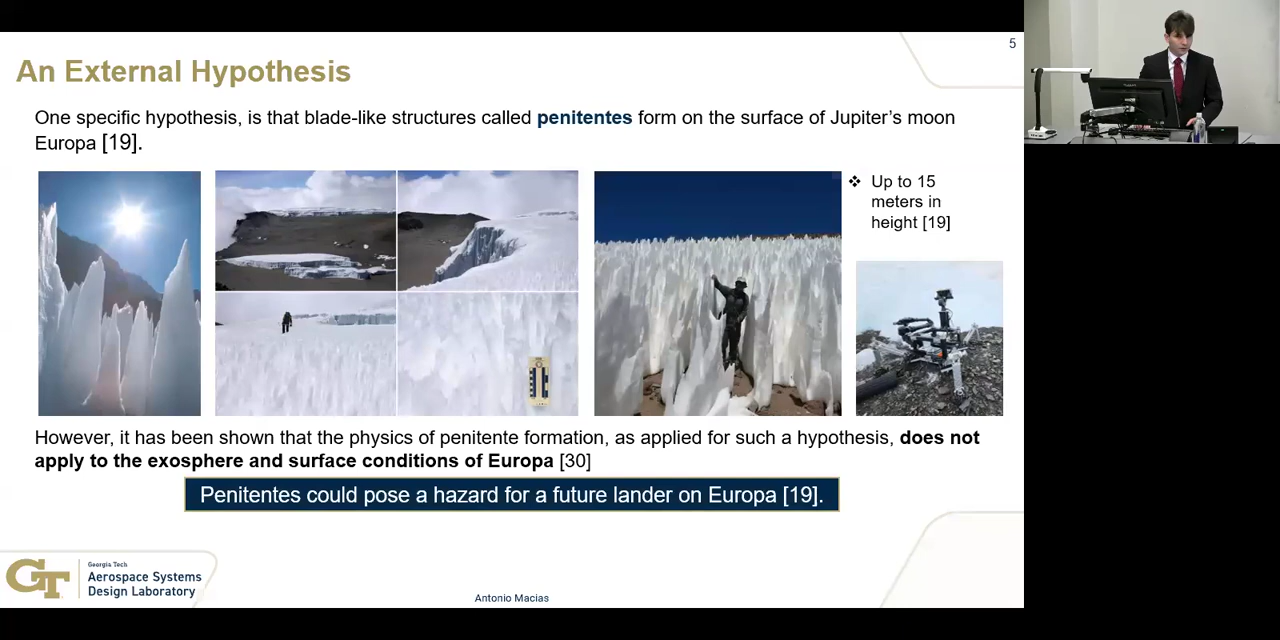 5
An External Hypothesis
One specific hypothesis, is that blade-like structures called penitentes form on the surface of Jupiter's moon
Europa [19].
❖ Up to 15
meters in
height [19]
However, it has been shown that the physics of penitente formation, as applied for such a hypothesis, does not
apply to the exosphere and surface conditions of Europa [30]
Penitentes could pose a hazard for a future lander on Europa [19].
GT
Georgia Tech
Aerospace Systems
Design Laboratory
Antonio Macias